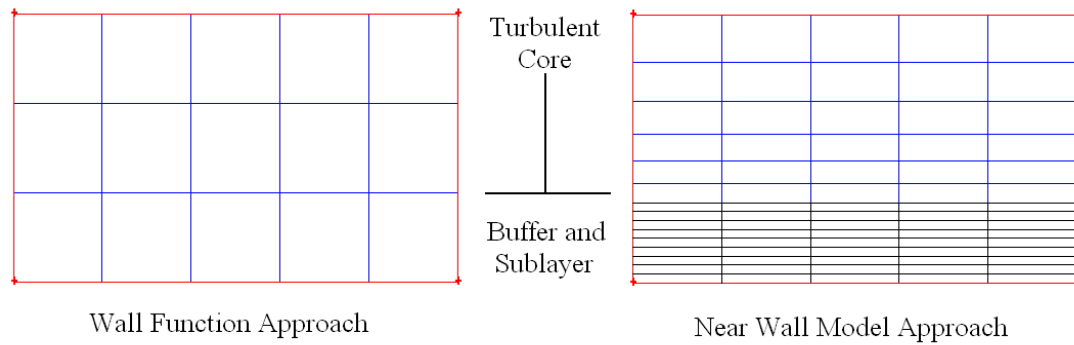 Turbulent
Core
Buffer and
Sublayer
Wall Function Approach
Near Wall Model Approach